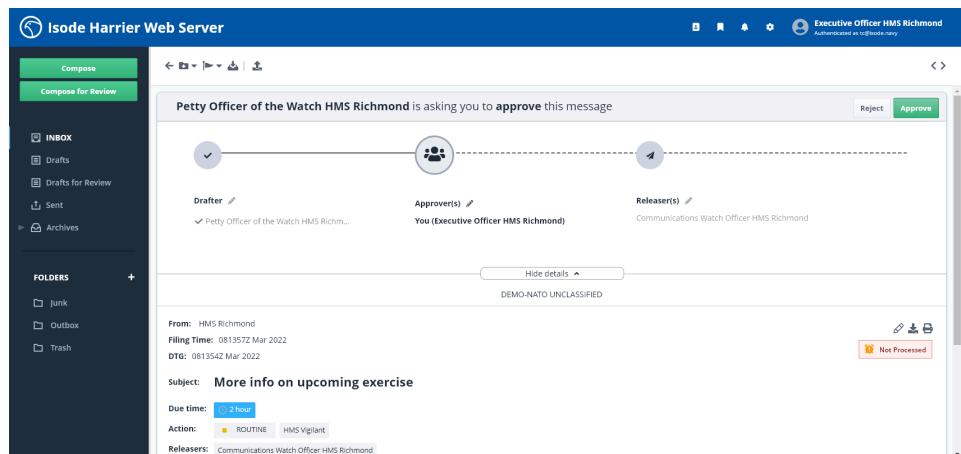 Isode Harrier Web Server
Executive Officer HMS Richmond
Authenticated as tc@isode.navy
Compose
Compose for Review
INBOX
Drafts
Drafts for Review
Sent
Archives
FOLDERS +
Junk
Outbox
Trash
Petty Officer of the Watch HMS Richmond is asking you to approve this message
Reject Approve
Drafter Approver(s) Releaser(s)
Petty Officer of the Watch HMS Richm... You (Executive Officer HMS Richmond) Communications Watch Officer HMS Richmond
Hide details
DEMO-NATO UNCLASSIFIED
From: HMS Richmond
Filing Time: 081357Z Mar 2022
Not Processed
DTG: 081354Z Mar 2022
Subject: More info on upcoming exercise
Due time: 2 hour
Action: ROUTINE HMS Vigilant
Releasers: Communications Watch Officer HMS Richmond